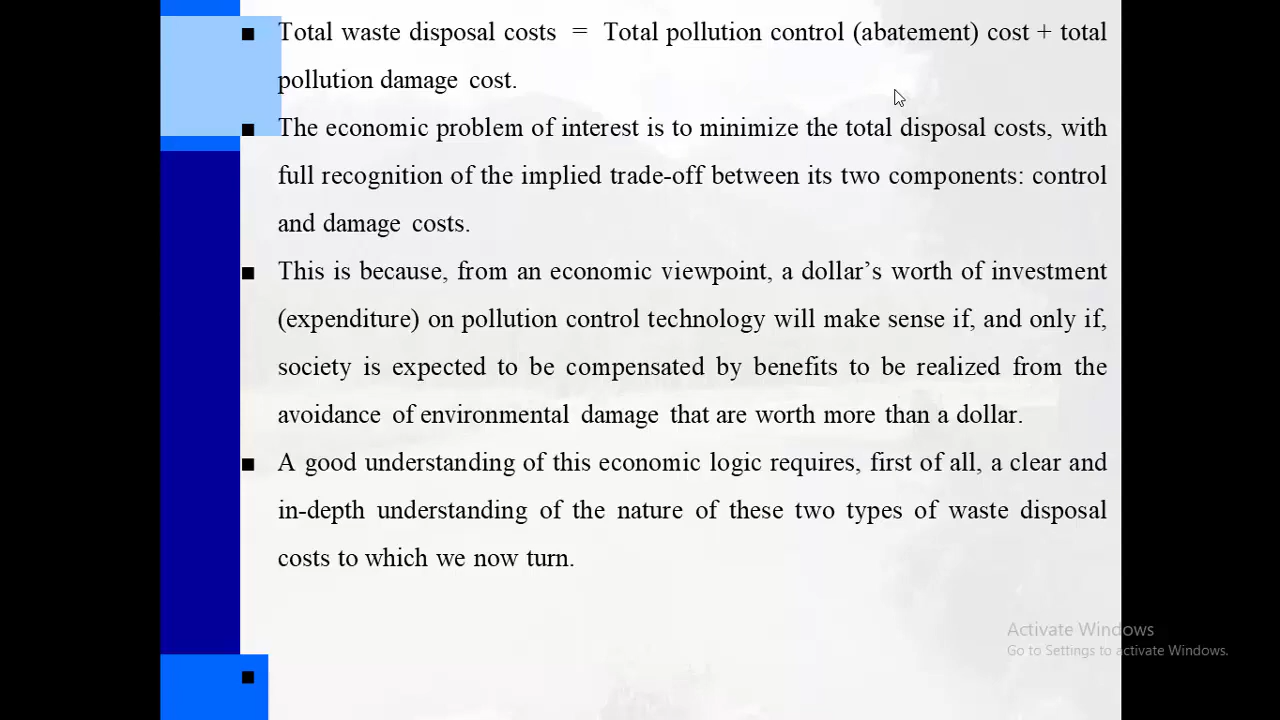 ■ Total waste disposal costs = Total pollution control (abatement) cost + total
pollution damage cost.
■ The economic problem of interest is to minimize the total disposal costs, with
full recognition of the implied trade-off between its two components: control
and damage costs.
■ This is because, from an economic viewpoint, a dollar’s worth of investment
(expenditure) on pollution control technology will make sense if, and only if,
society is expected to be compensated by benefits to be realized from the
avoidance of environmental damage that are worth more than a dollar.
■ A good understanding of this economic logic requires, first of all, a clear and
in-depth understanding of the nature of these two types of waste disposal
costs to which we now turn.
Activate Windows
Go to Settings to activate Windows.
■